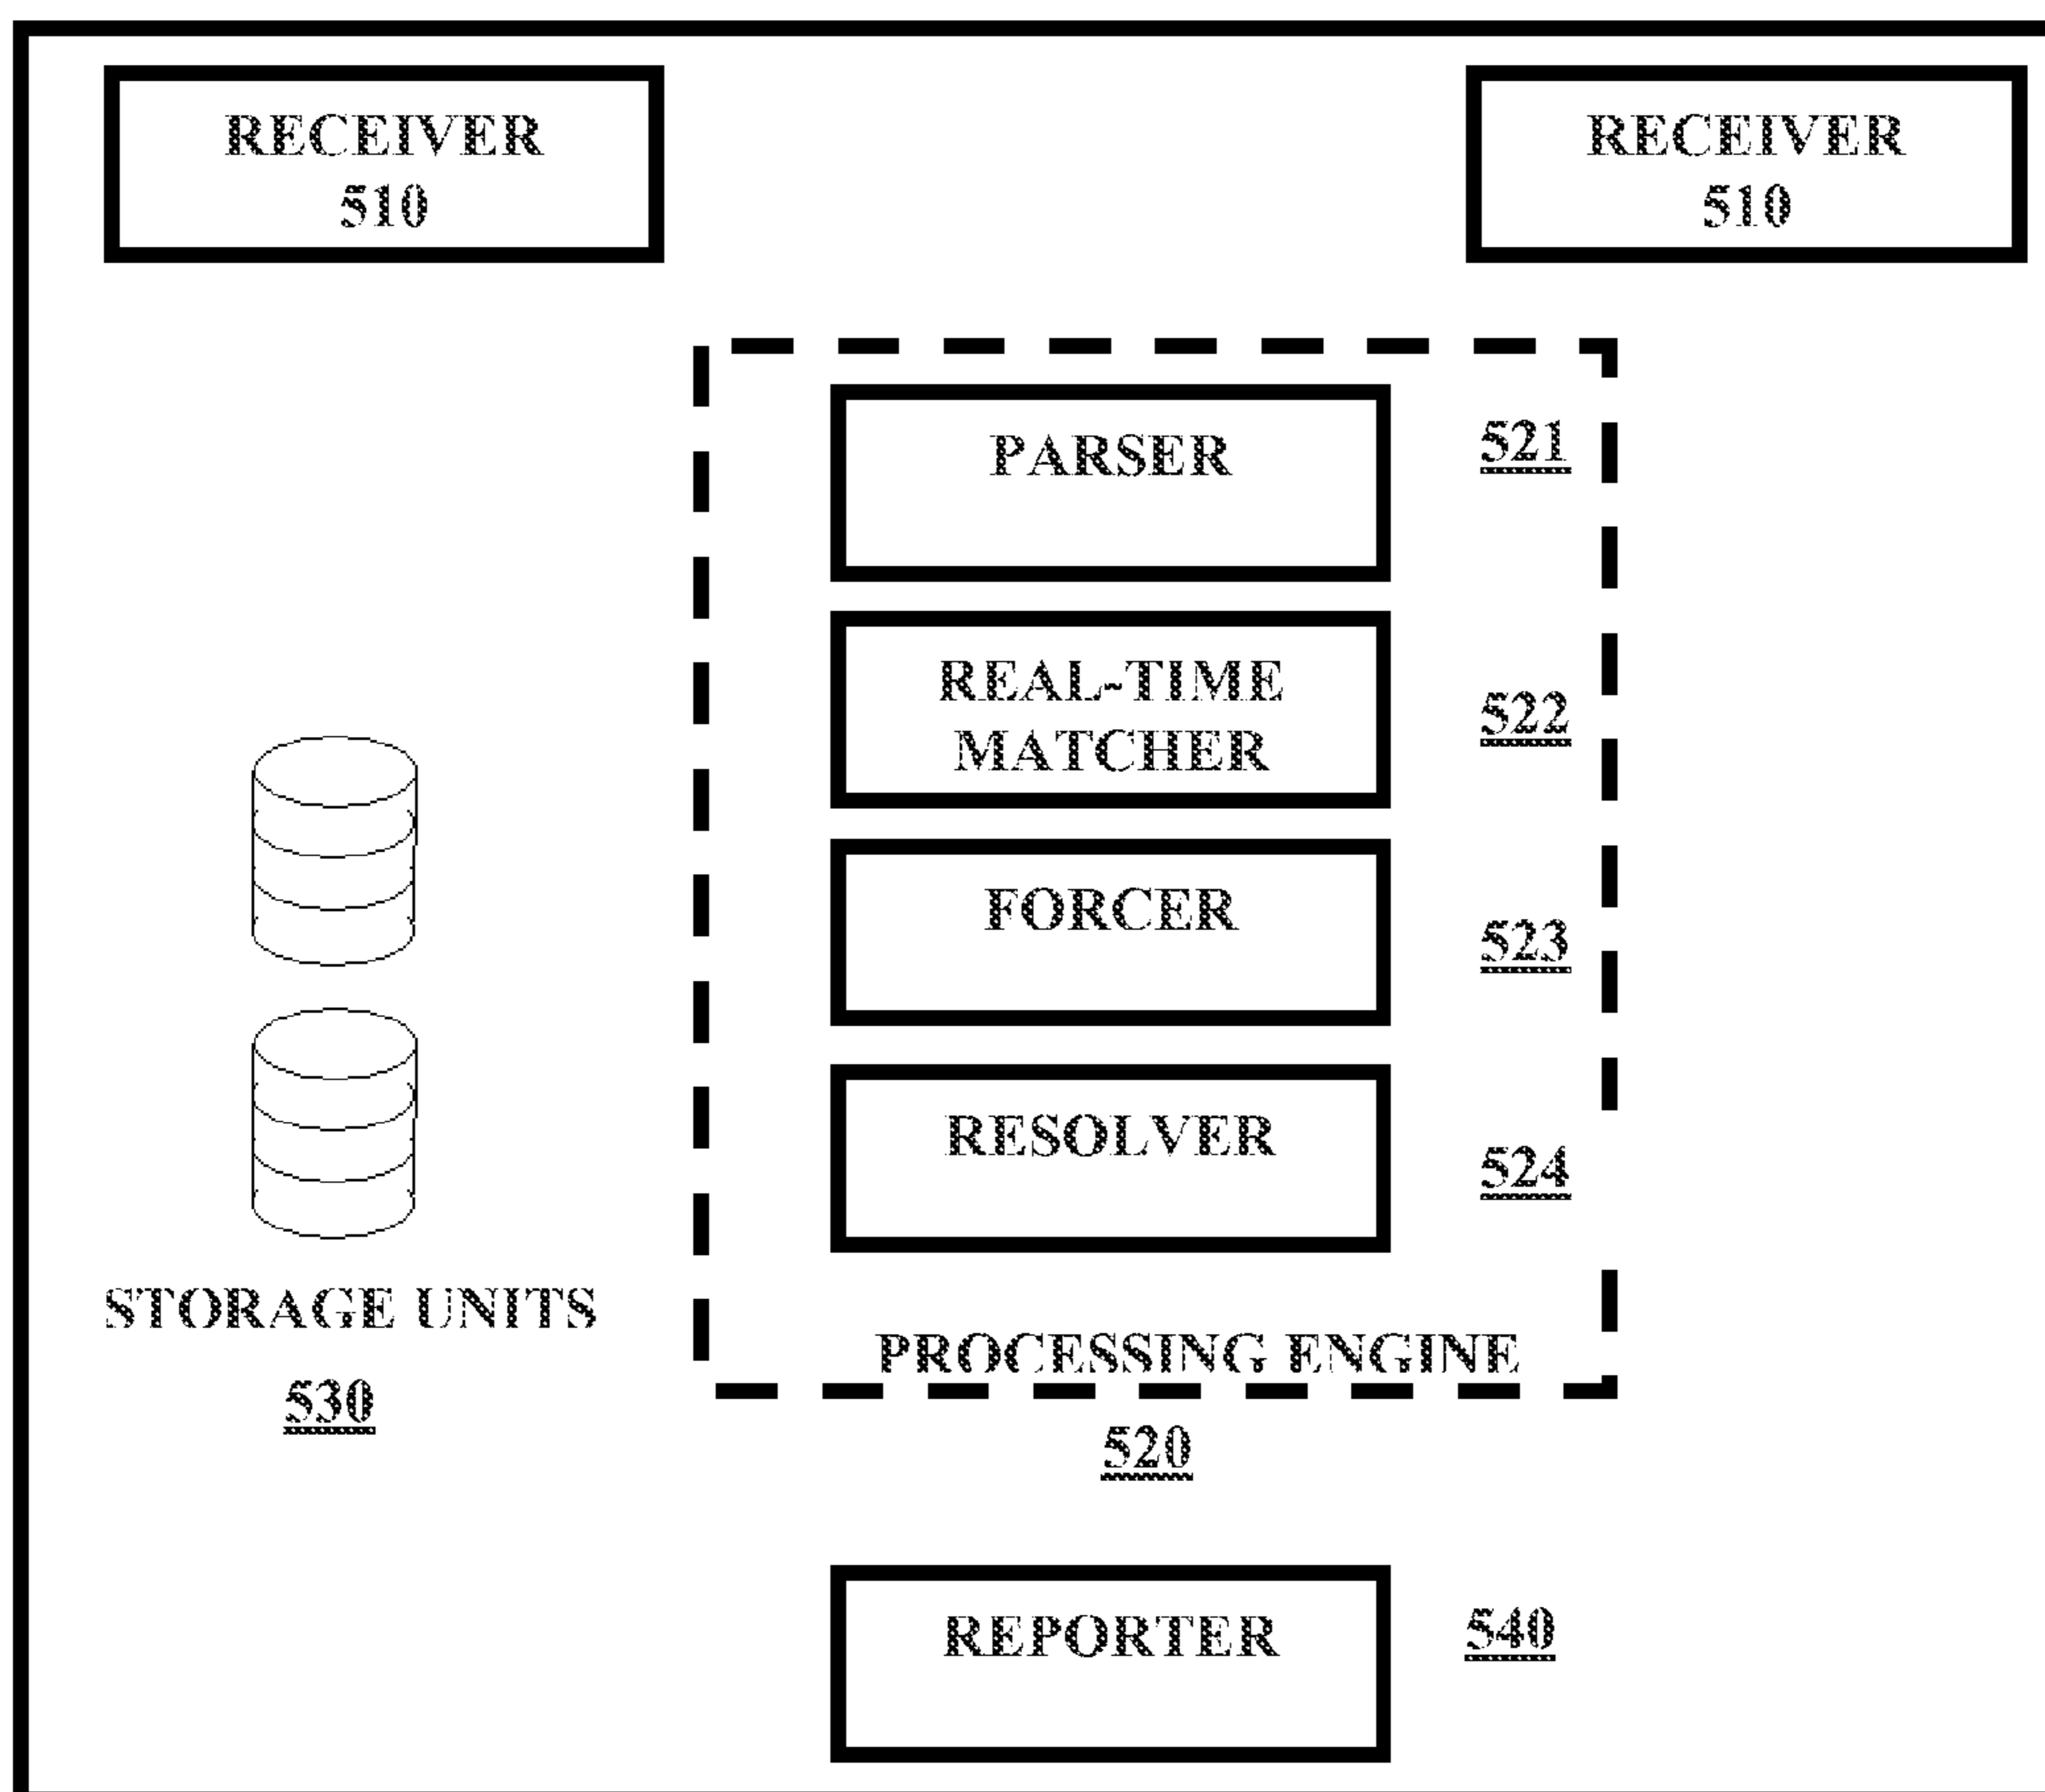 RECEIVER
510
RECEIVER
510
PARSER
521
REAL-TIME
MATCHER
522
FORCER
523
RESOLVER
524
STORAGE UNITS
530
PROCESSING ENGINE
520
REPORTER
540